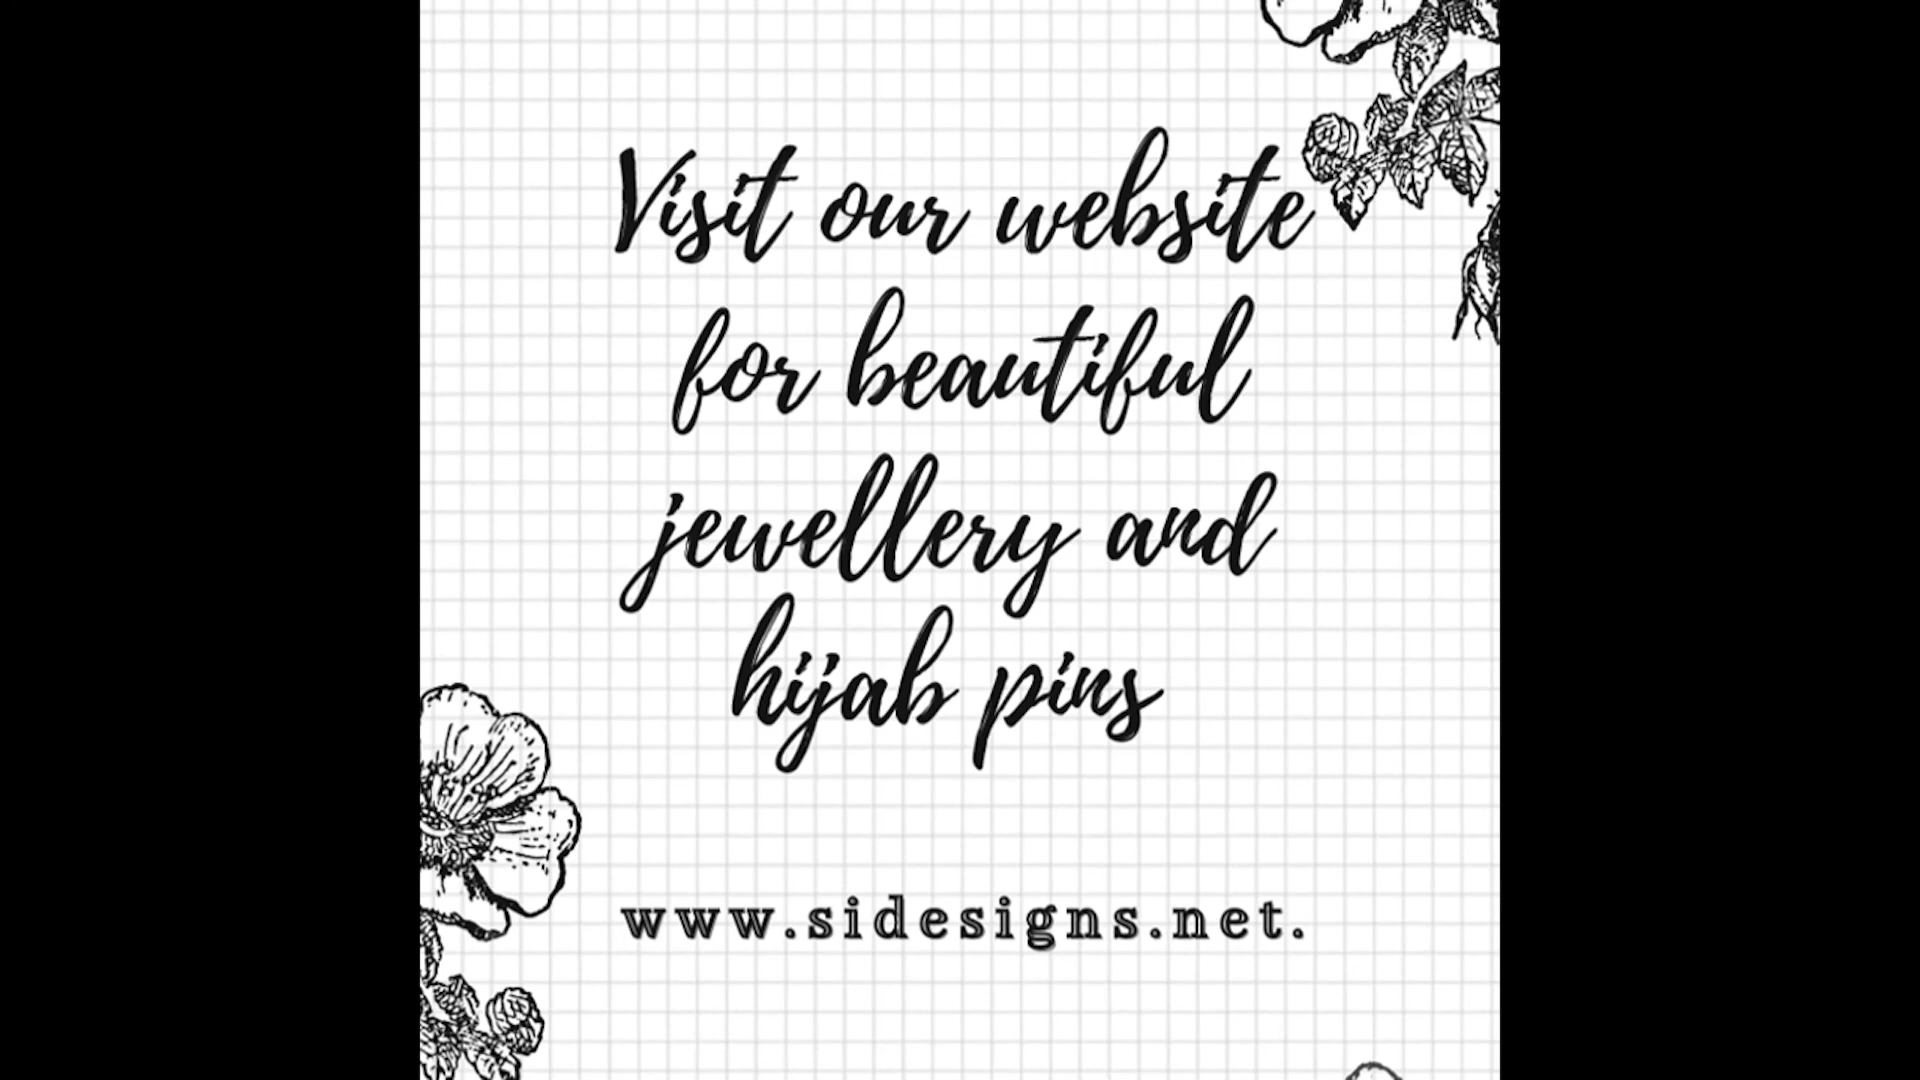 Visit our website
for beautiful
jewellery and
hijab pins
www.sidesigns.net.